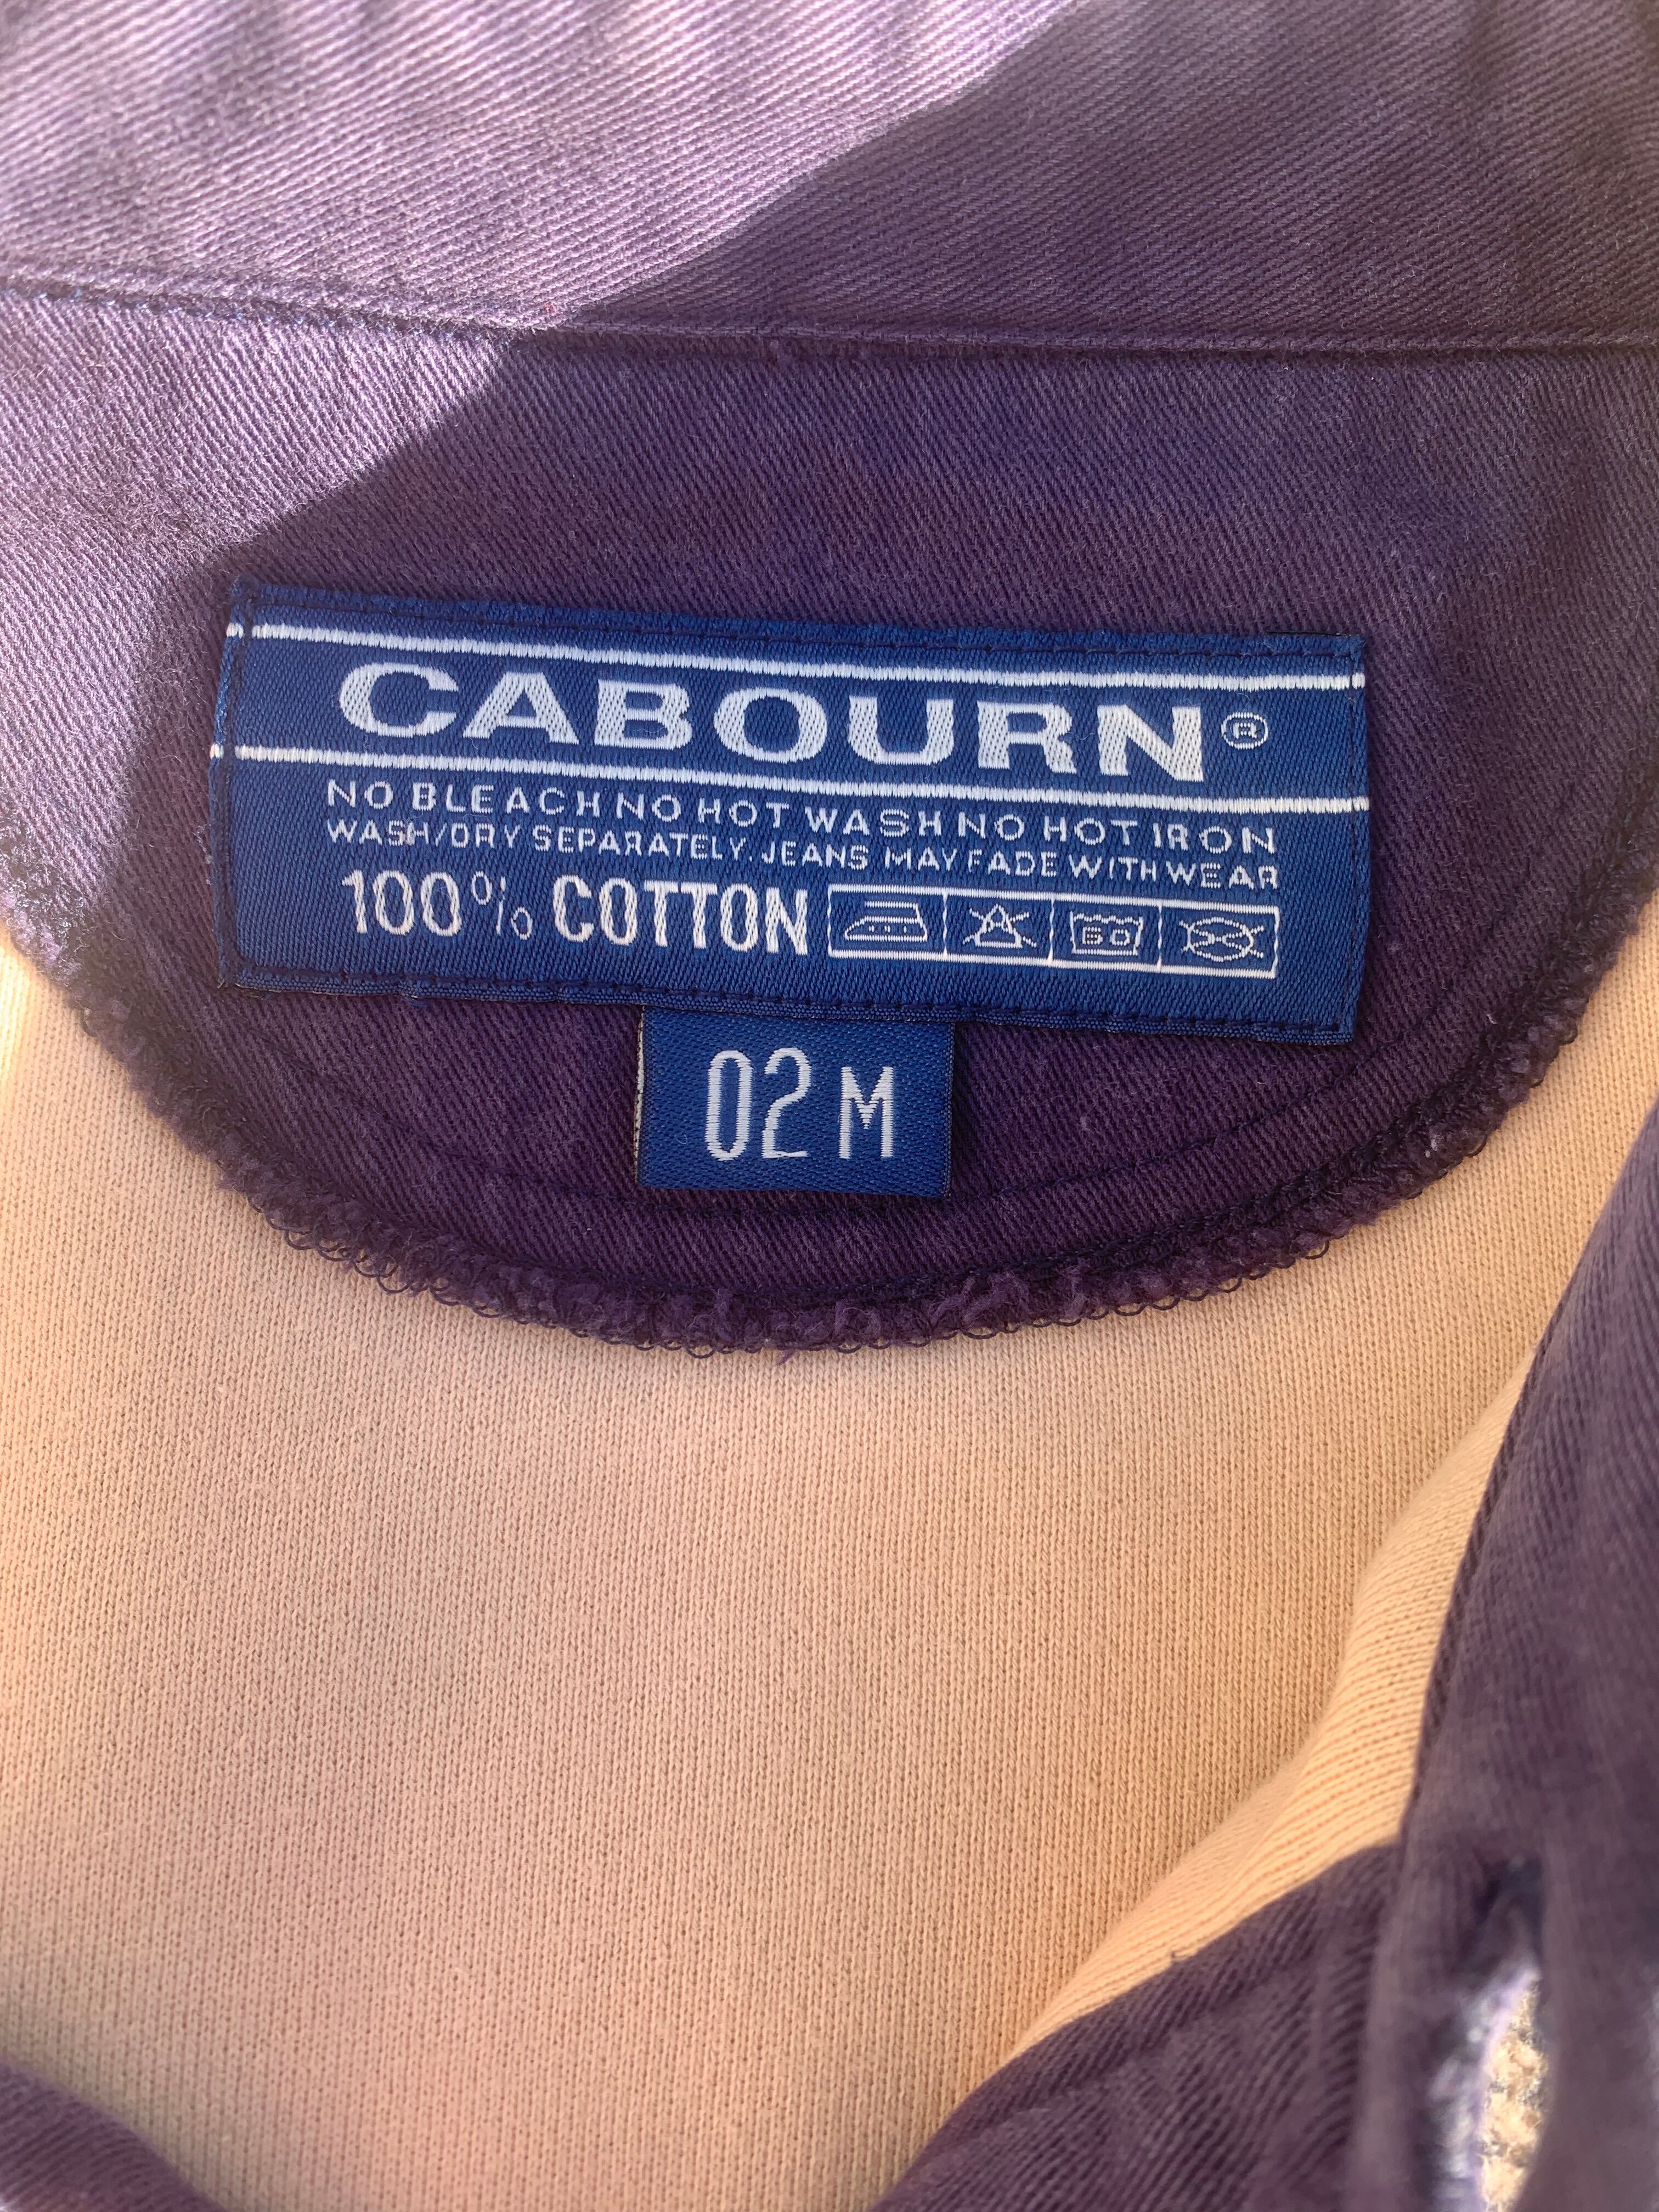 CABOURN®
NO BLEACH NO HOT WASH NO HOT IRON
WASH/DRY SEPARATELY. JEANS MAY FADE WITH WEAR
100% COTTON 60
02 M